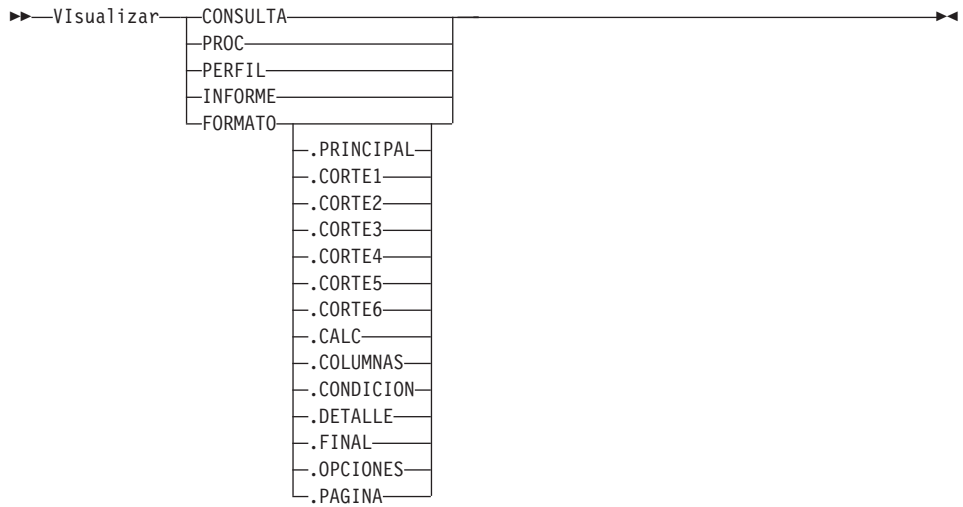 VIsualizar CONSULTA
PROC
PERFIL
INFORME
FORMATO
.PRINCIPAL
.CORTE1
.CORTE2
.CORTE3
.CORTE4
.CORTE5
.CORTE6
.CALC
.COLUMNAS
.CONDICION
.DETALLE
.FINAL
.OPCIONES
.PAGINA